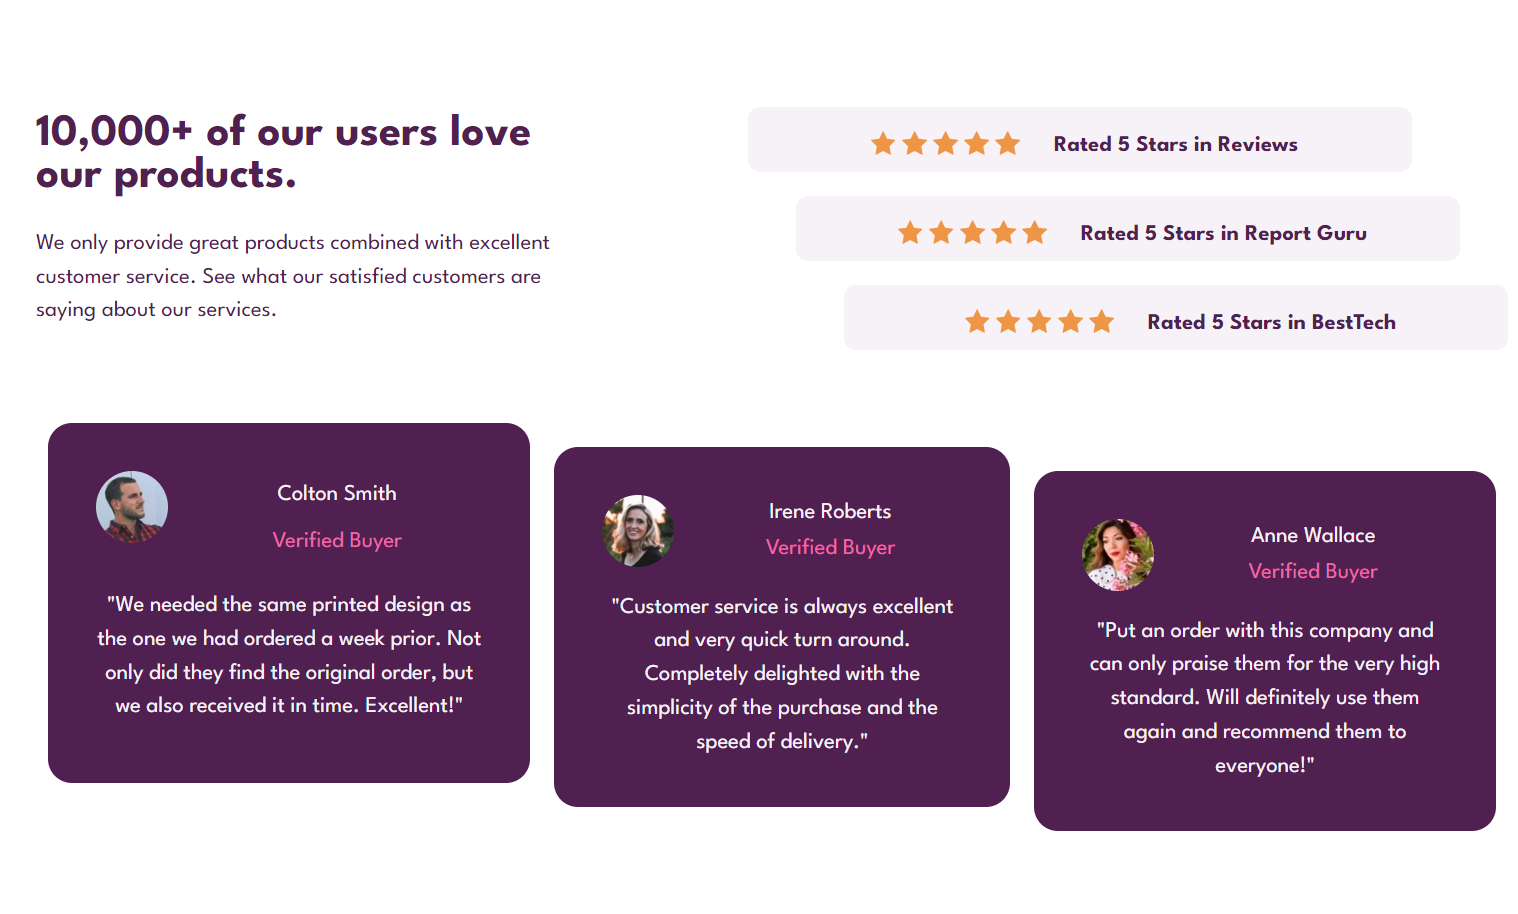 10,000+ of our users love
our products.
We only provide great products combined with excellent
customer service. See what our satisfied customers are
saying about our services.
Rated 5 Stars in Reviews
Rated 5 Stars in Report Guru
Rated 5 Stars in BestTech
Colton Smith
Verified Buyer
"We needed the same printed design as
the one we had ordered a week prior. Not
only did they find the original order, but
we also received it in time. Excellent!"
Irene Roberts
Verified Buyer
"Customer service is always excellent
and very quick turn around.
Completely delighted with the
simplicity of the purchase and the
speed of delivery."
Anne Wallace
Verified Buyer
"Put an order with this company and
can only praise them for the very high
standard. Will definitely use them
again and recommend them to
everyone!"